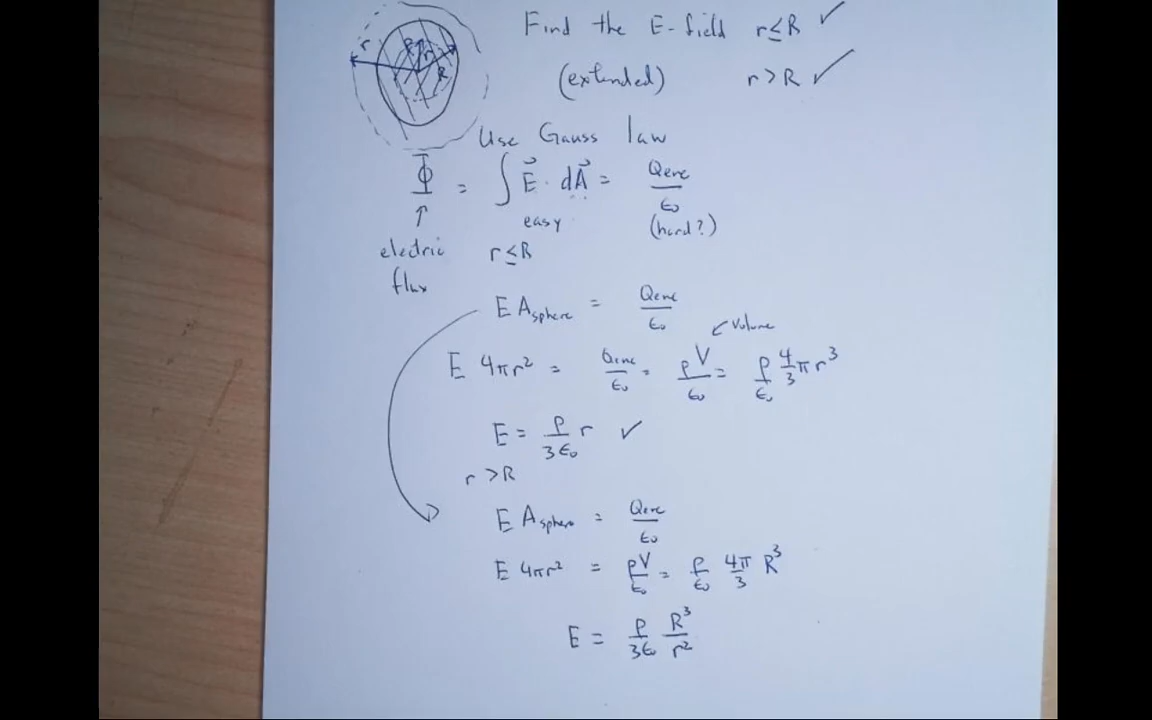 r ρ r R
Find the E-field r≤R ✓
(extended) r>R ✓
Use Gauss law
Φ = ∫ E⃗ · dA⃗ = Qenc/ε₀
↑ easy (hard?)
electric flux
r≤R
E A_sphere = Qenc/ε₀
↙ Volume
E 4πr² = Qenc/ε₀ = ρV/ε₀ = ρ/ε₀ 4/3 πr³
E = ρ/3ε₀ r ✓
r>R
E A_sphere = Qenc/ε₀
E 4πr² = ρV/ε₀ = ρ/ε₀ 4π/3 R³
E = ρ/3ε₀ R³/r²